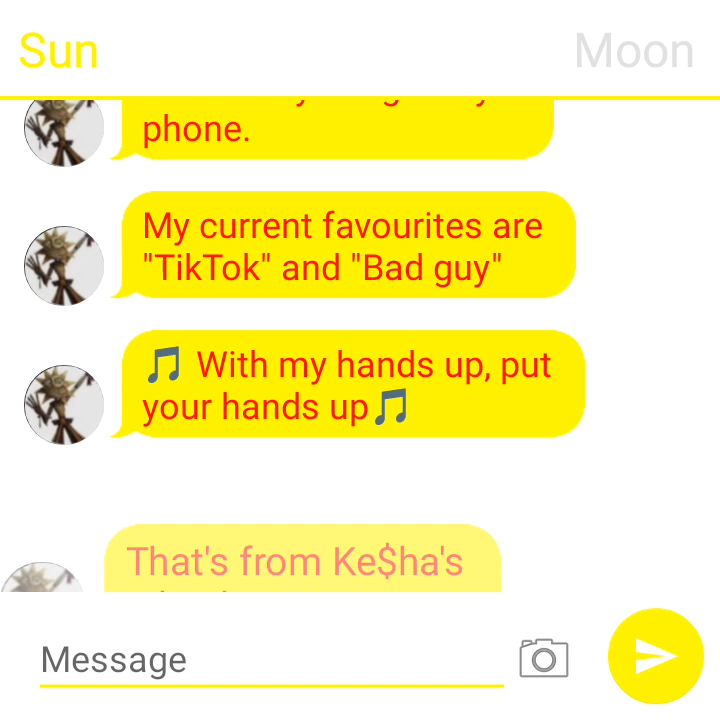 Sun
Moon
phone.
My current favourites are
"TikTok" and "Bad guy"
🎵 With my hands up, put
your hands up🎵
That's from Ke$ha's
Message